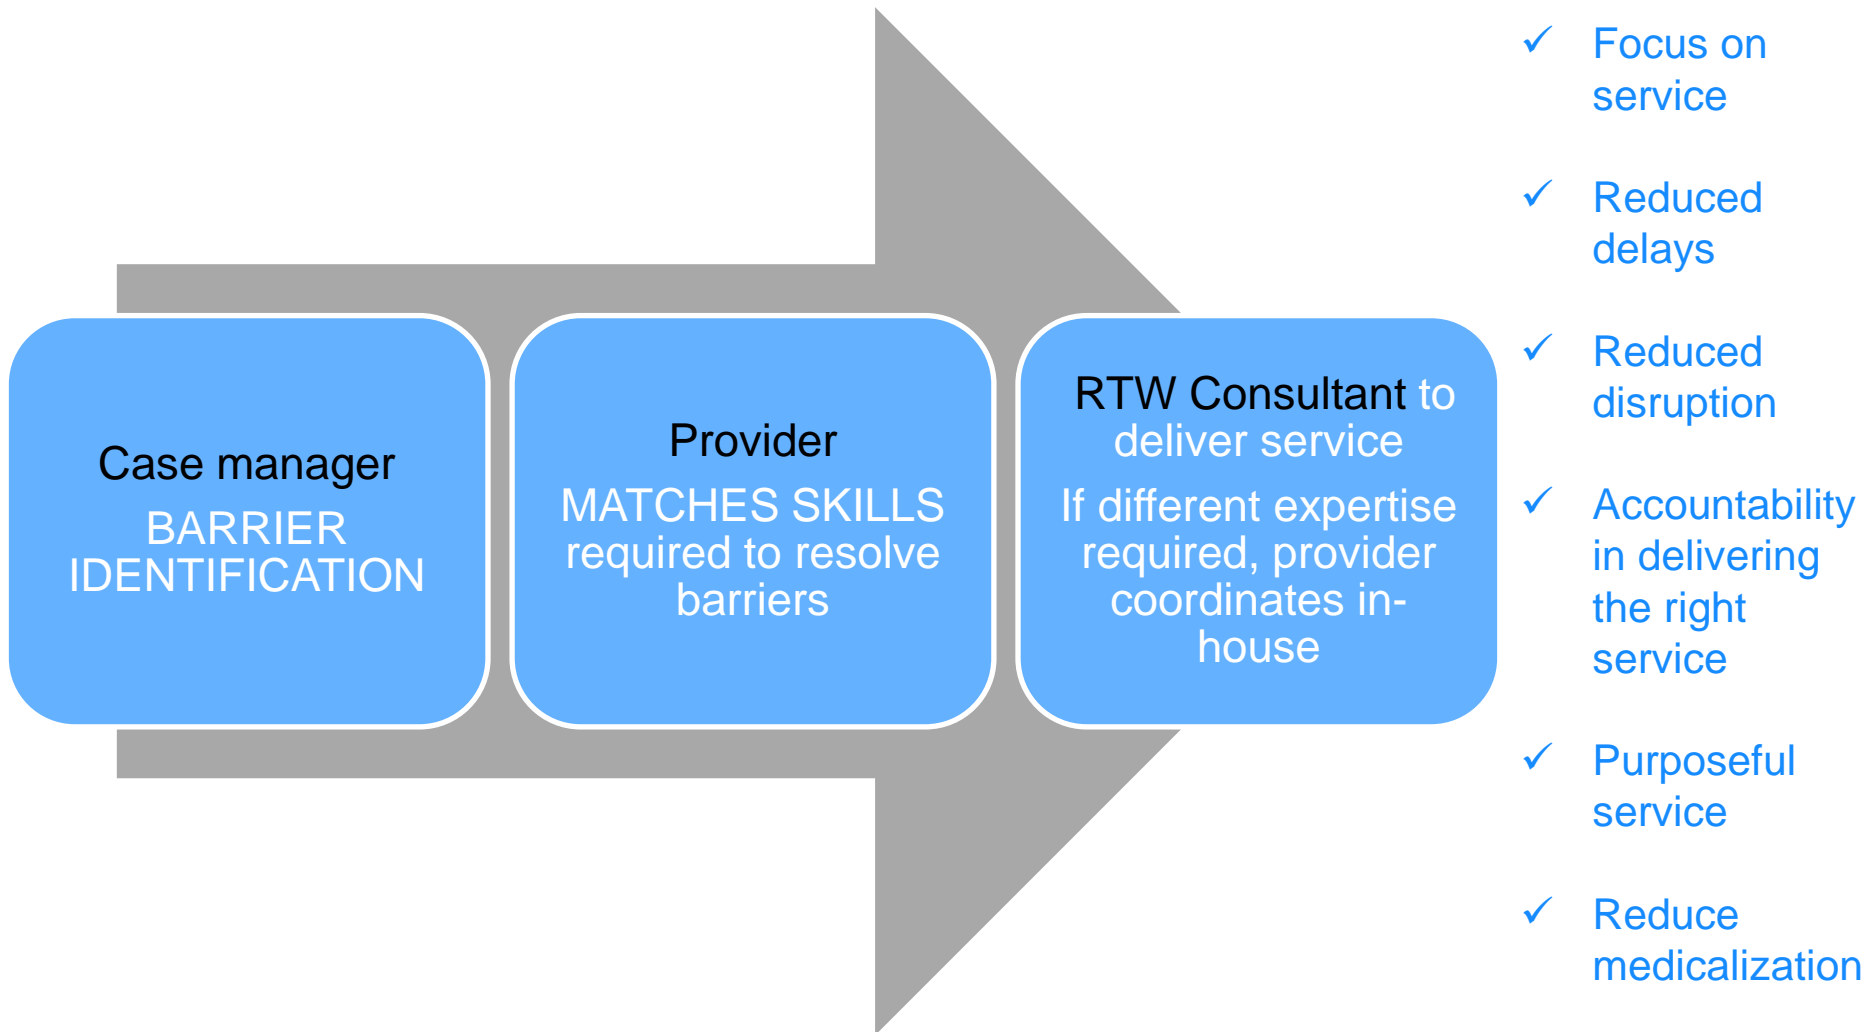 Case manager
BARRIER
IDENTIFICATION
Provider
MATCHES SKILLS
required to resolve
barriers
RTW Consultant to
deliver service
If different expertise
required, provider
coordinates in-
house
✓ Focus on
service
✓ Reduced
delays
✓ Reduced
disruption
✓ Accountability
in delivering
the right
service
✓ Purposeful
service
✓ Reduce
medicalization